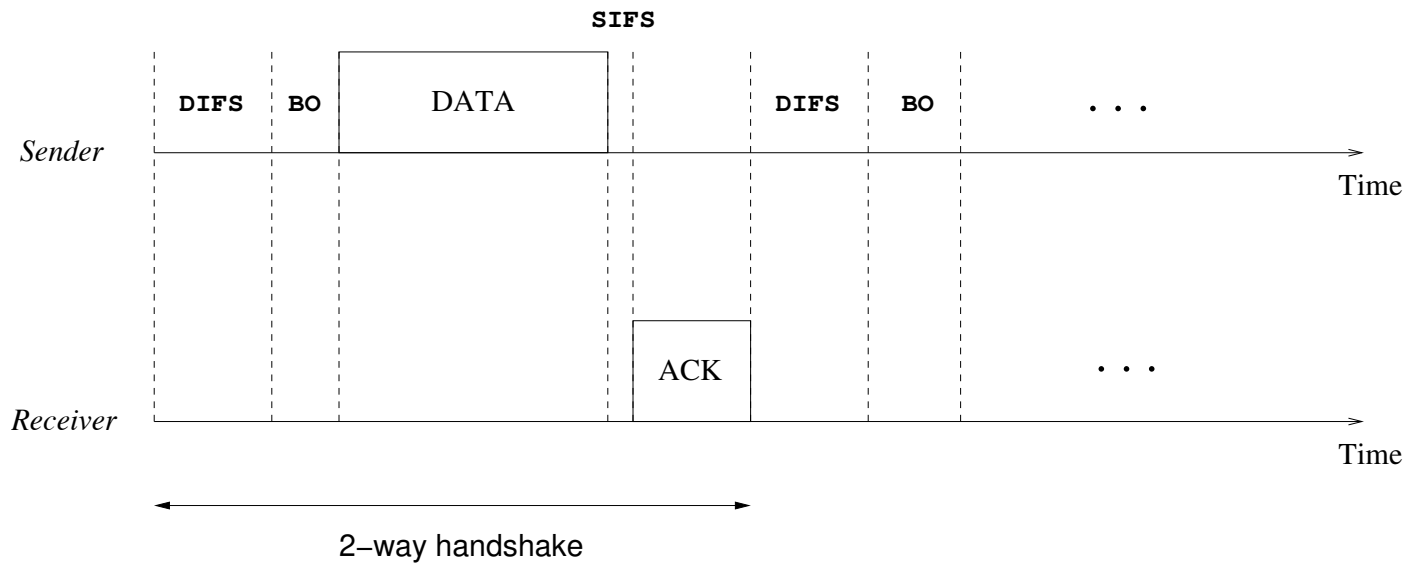 SIFS
DIFS BO DATA DIFS BO . . .
Sender
Time
ACK . . .
Receiver
Time
2–way handshake